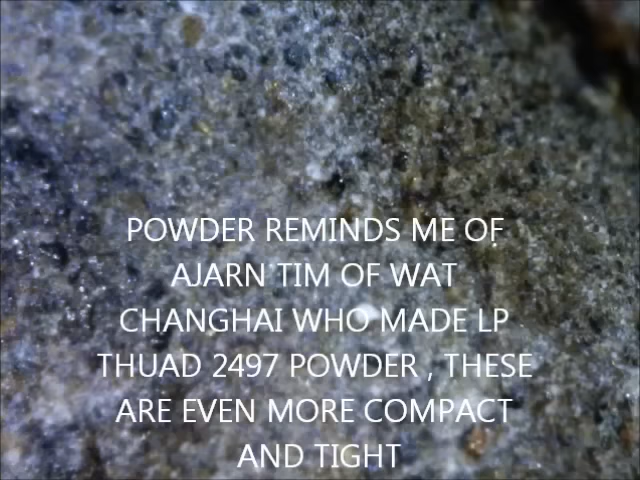 POWDER REMINDS ME OF
AJARN TIM OF WAT
CHANGHAI WHO MADE LP
THUAD 2497 POWDER , THESE
ARE EVEN MORE COMPACT
AND TIGHT